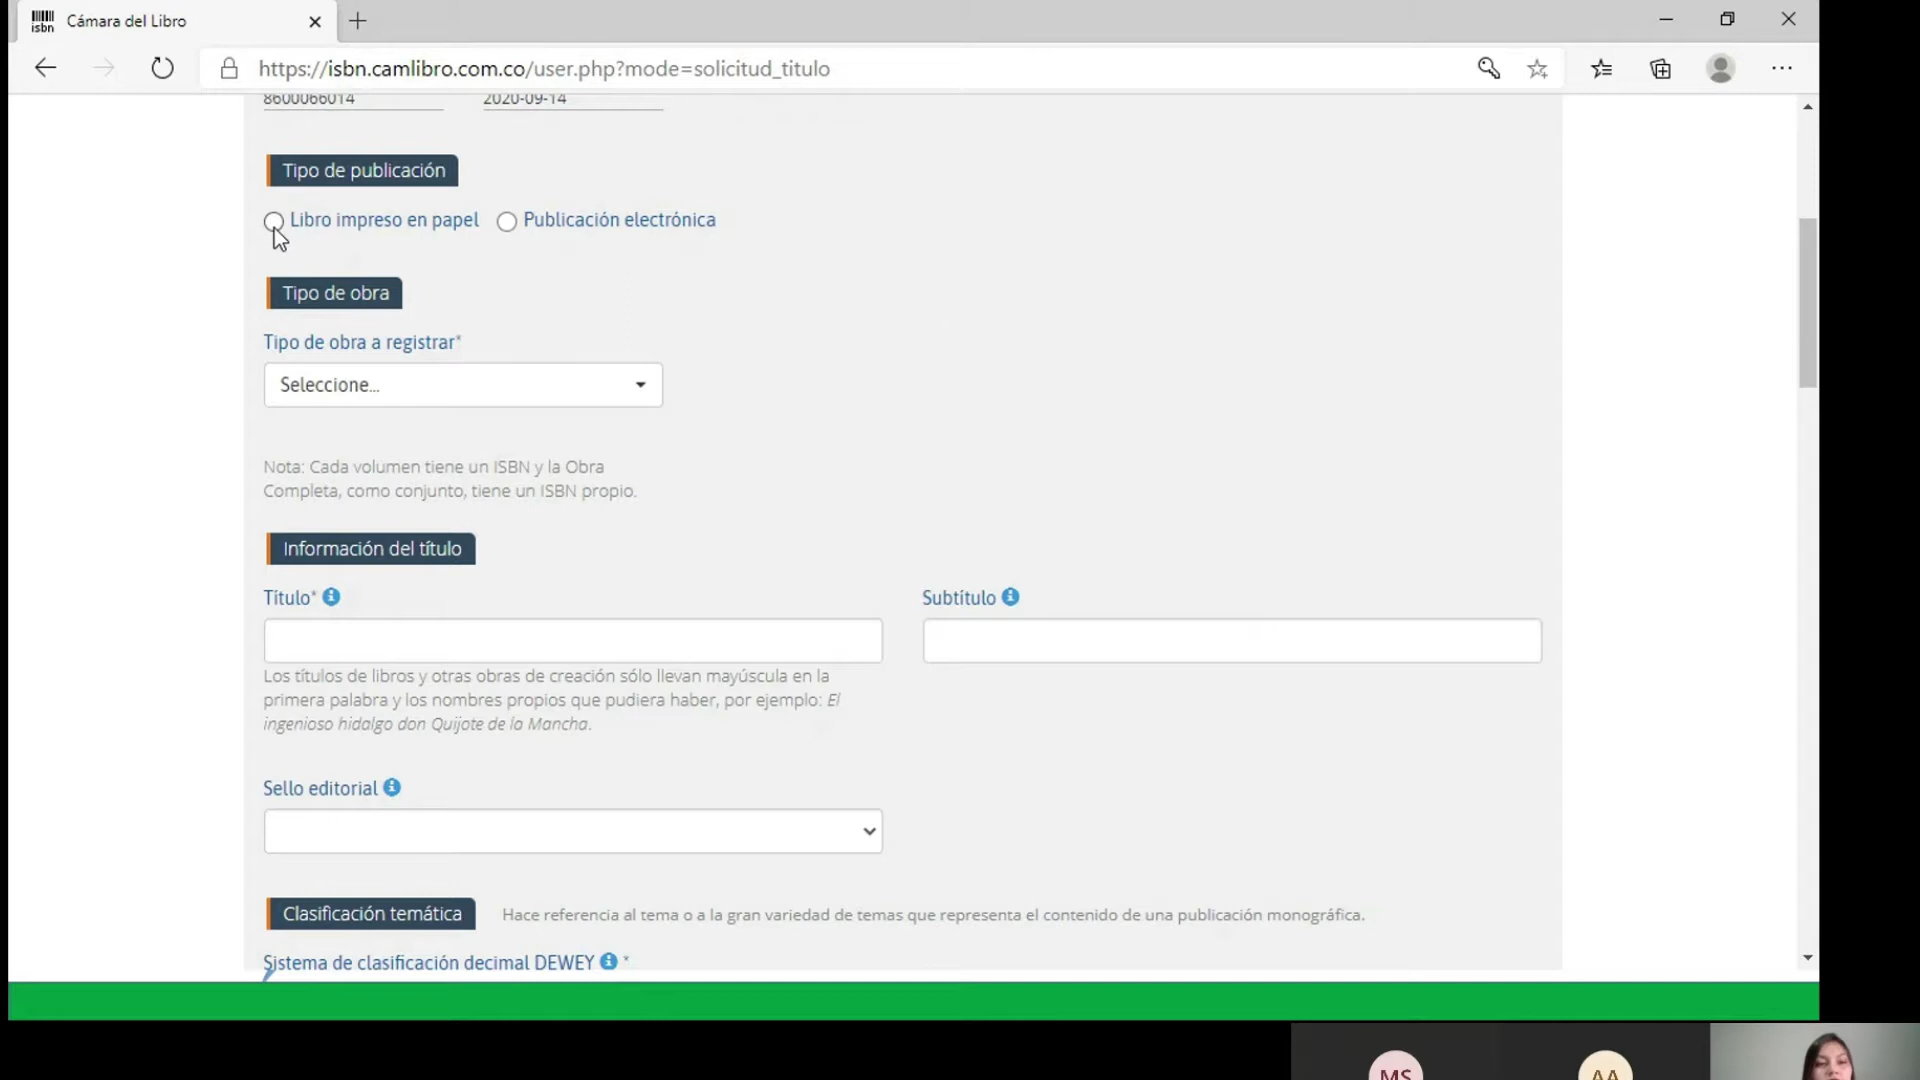 isbn
Cámara del Libro
https://isbn.camlibro.com.co/user.php?mode=solicitud_titulo
8600066014
2020-09-14
Tipo de publicación
Libro impreso en papel
Publicación electrónica
Tipo de obra
Tipo de obra a registrar*
Seleccione...
Nota: Cada volumen tiene un ISBN y la Obra
Completa, como conjunto, tiene un ISBN propio.
Información del título
Título*
Subtítulo
Los títulos de libros y otras obras de creación sólo llevan mayúscula en la
primera palabra y los nombres propios que pudiera haber, por ejemplo: El
ingenioso hidalgo don Quijote de la Mancha.
Sello editorial
Clasificación temática
Hace referencia al tema o a la gran variedad de temas que representa el contenido de una publicación monográfica.
Sistema de clasificación decimal DEWEY *
MS
AA